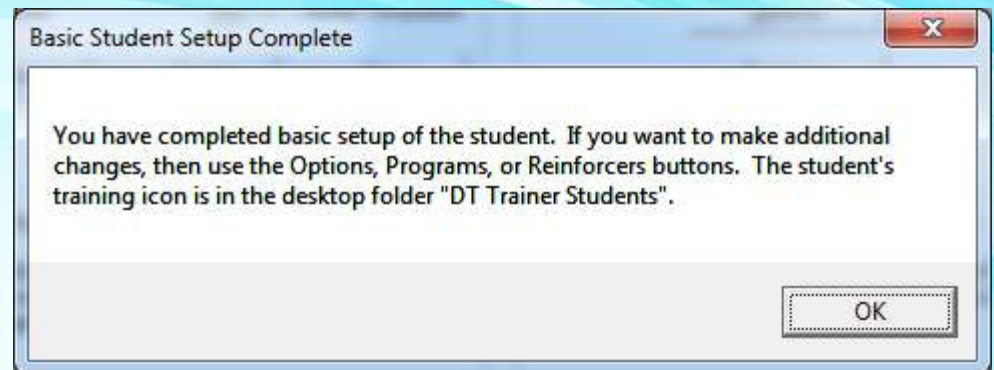 Basic Student Setup Complete
You have completed basic setup of the student.  If you want to make additional
changes, then use the Options, Programs, or Reinforcers buttons.  The student's
training icon is in the desktop folder "DT Trainer Students".
OK